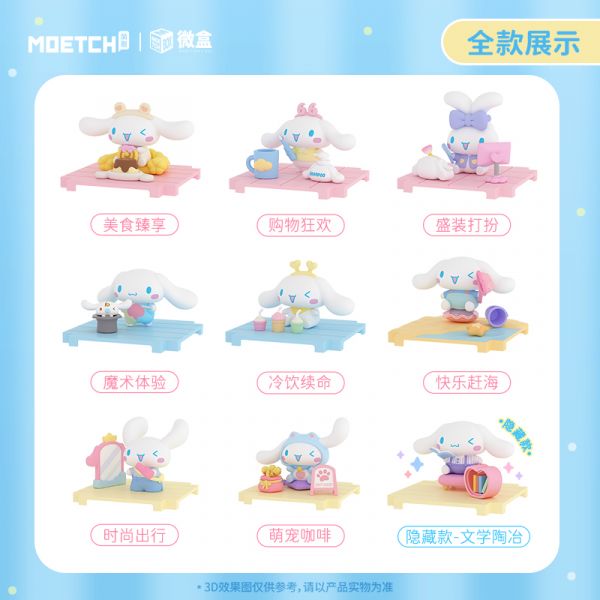 MOETCH
微盒
全款展示
美食臻享
购物狂欢
盛装打扮
魔术体验
冷饮续命
快乐赶海
时尚出行
萌宠咖啡
隐藏款
隐藏款-文学陶冶
*3D效果图仅供参考,请以产品实物为准